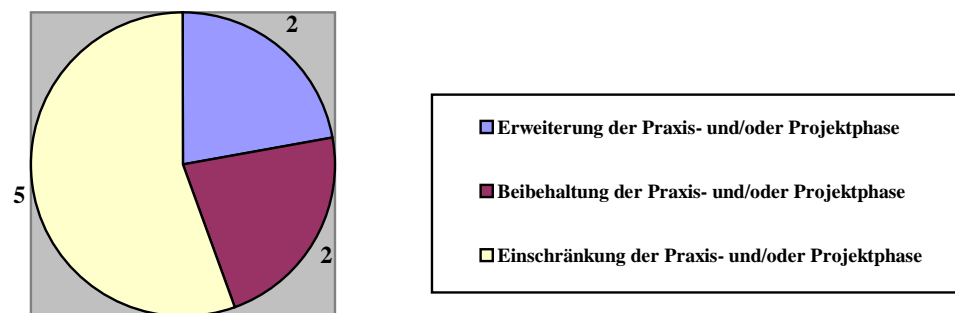 2
5
2
Erweiterung der Praxis- und/oder Projektphase
Beibehaltung der Praxis- und/oder Projektphase
Einschränkung der Praxis- und/oder Projektphase